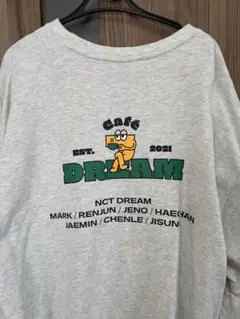 Café
EST. 2021
DREAM
NCT DREAM
MARK / RENJUN / JENO / HAECHAN
JAEMIN / CHENLE / JISUNG